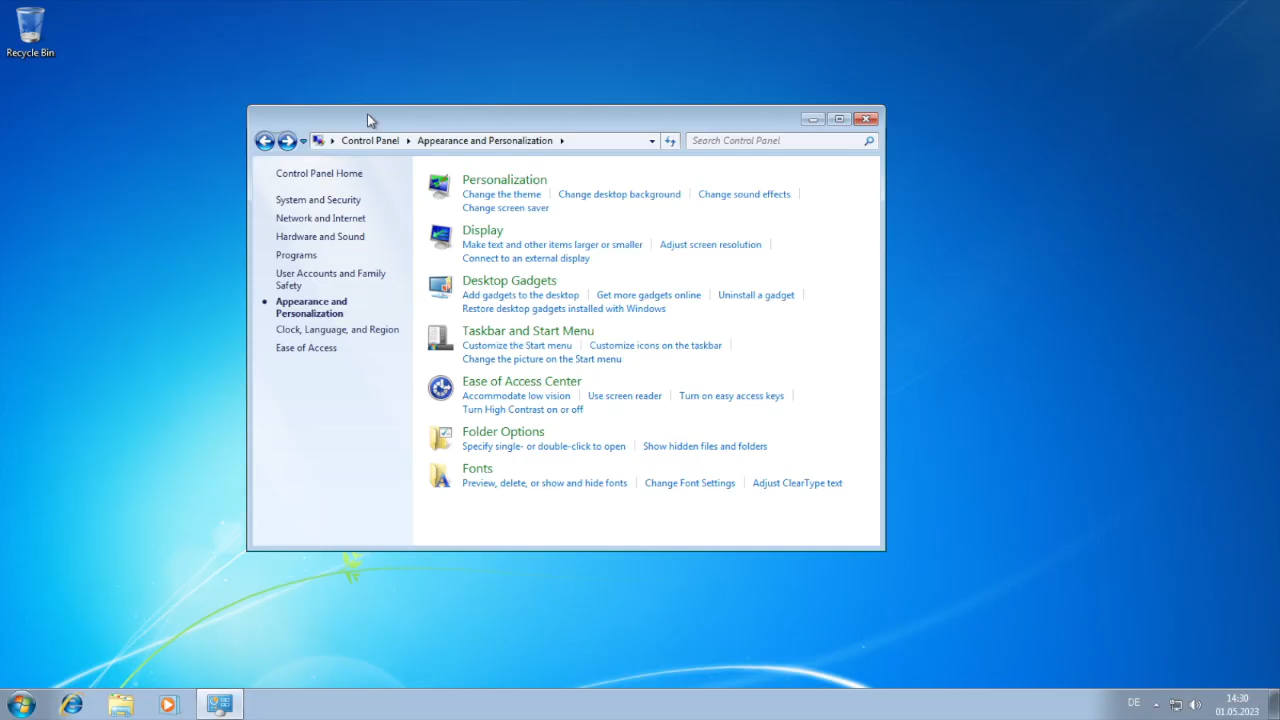 Recycle Bin
Control Panel
Appearance and Personalization
Search Control Panel
Control Panel Home
System and Security
Network and Internet
Hardware and Sound
Programs
User Accounts and Family
Safety
Appearance and
Personalization
Clock, Language, and Region
Ease of Access
Personalization
Change the theme Change desktop background Change sound effects
Change screen saver
Display
Make text and other items larger or smaller Adjust screen resolution
Connect to an external display
Desktop Gadgets
Add gadgets to the desktop Get more gadgets online Uninstall a gadget
Restore desktop gadgets installed with Windows
Taskbar and Start Menu
Customize the Start menu Customize icons on the taskbar
Change the picture on the Start menu
Ease of Access Center
Accommodate low vision Use screen reader Turn on easy access keys
Turn High Contrast on or off
Folder Options
Specify single- or double-click to open Show hidden files and folders
Fonts
Preview, delete, or show and hide fonts Change Font Settings Adjust ClearType text
DE
14:30
01.05.2023